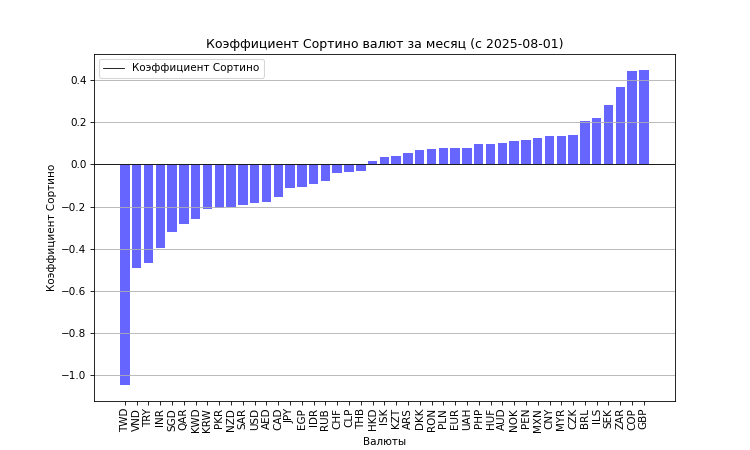 Коэффициент Сортино валют за месяц (с 2025-08-01)
Коэффициент Сортино
Коэффициент Сортино
0.4
0.2
0.0
−0.2
−0.4
−0.6
−0.8
−1.0
TWD VND TRY INR SGD QAR KWD KRW PKR NZD SAR USD AED CAD JPY EGP IDR RUB CHF CLP THB HKD ISK KZT ARS DKK RON PLN EUR UAH PHP HUF AUD NOK PEN MXN CNY MYR CZK BRL ILS SEK ZAR COP GBP
Валюты